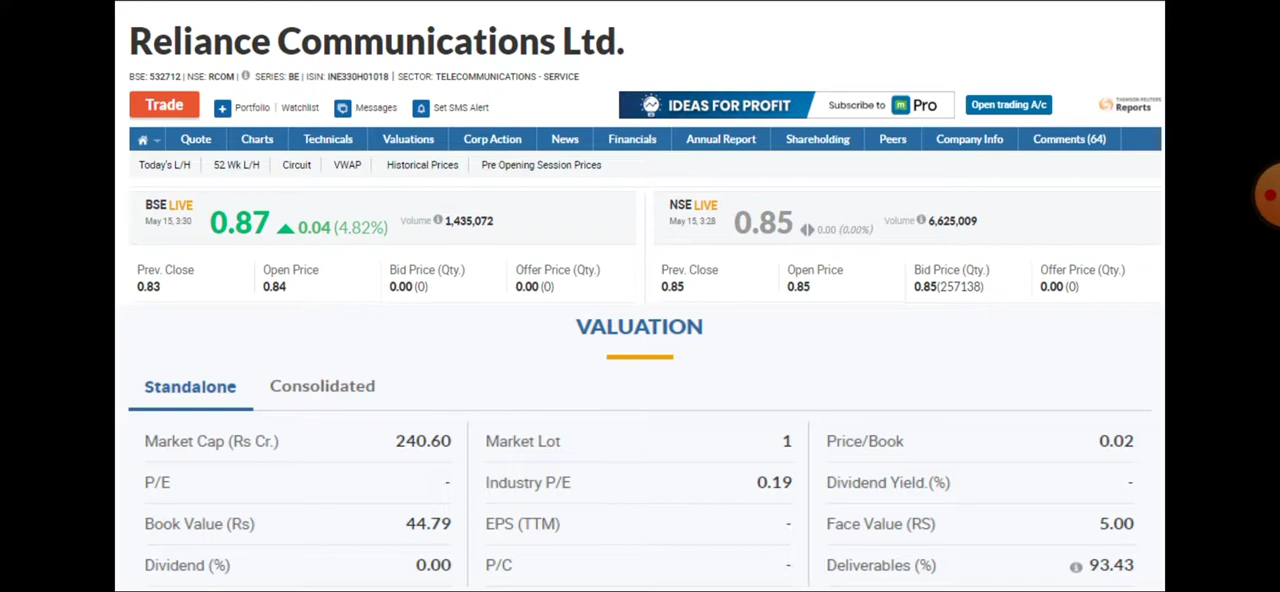 Reliance Communications Ltd.
BSE: 532712 | NSE: RCOM | SERIES: BE | ISIN: INE330H01018 | SECTOR: TELECOMMUNICATIONS - SERVICE
Trade + Portfolio | Watchlist Messages Set SMS Alert IDEAS FOR PROFIT Subscribe to m Pro Open trading A/c THOMSON REUTERS Reports
Quote Charts Technicals Valuations Corp Action News Financials Annual Report Shareholding Peers Company Info Comments (64)
Today's L/H 52 Wk L/H Circuit VWAP Historical Prices Pre Opening Session Prices
BSE LIVE
May 15, 3:30
0.87 0.04 (4.82%) Volume 1,435,072
NSE LIVE
May 15, 3:28
0.85 0.00 (0.00%) Volume 6,625,009
Prev. Close Open Price Bid Price (Qty.) Offer Price (Qty.) Prev. Close Open Price Bid Price (Qty.) Offer Price (Qty.)
0.83 0.84 0.00 (0) 0.00 (0) 0.85 0.85 0.85(257138) 0.00 (0)
VALUATION
Standalone Consolidated
Market Cap (Rs Cr.) 240.60 Market Lot 1 Price/Book 0.02
P/E - Industry P/E 0.19 Dividend Yield.(%) -
Book Value (Rs) 44.79 EPS (TTM) - Face Value (RS) 5.00
Dividend (%) 0.00 P/C - Deliverables (%) 93.43